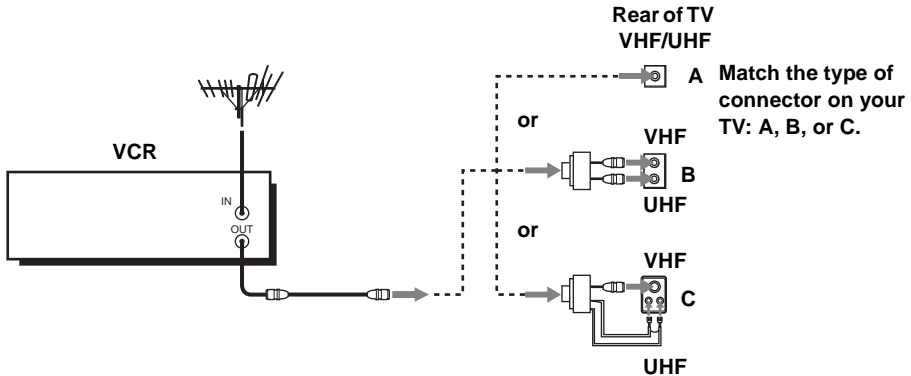 Rear of TV
VHF/UHF
A
Match the type of
connector on your
TV: A, B, or C.
or
VHF
VCR
B
IN
UHF
OUT
or
VHF
C
UHF